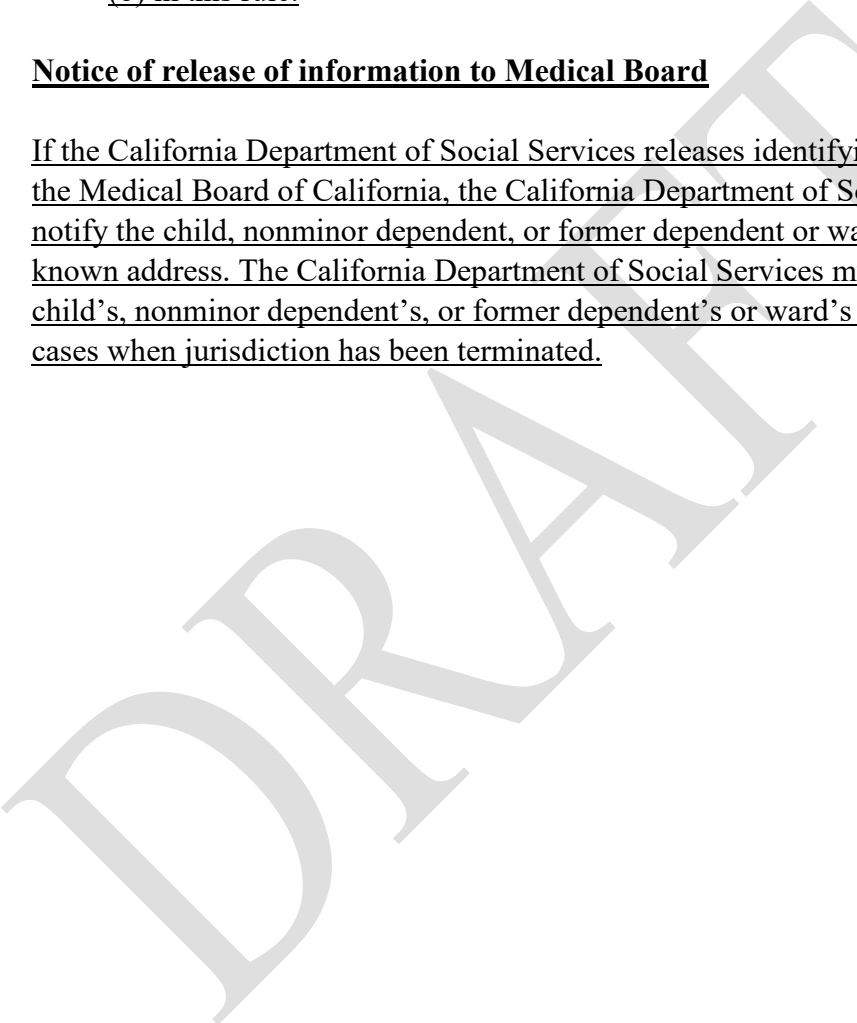 in this rule.
Notice of release of information to Medical Board
If the California Department of Social Services releases identifyi
the Medical Board of California, the California Department of So
notify the child, nonminor dependent, or former dependent or wa
known address. The California Department of Social Services m
child’s, nonminor dependent’s, or former dependent’s or ward’s
cases when jurisdiction has been terminated.
DRAFT